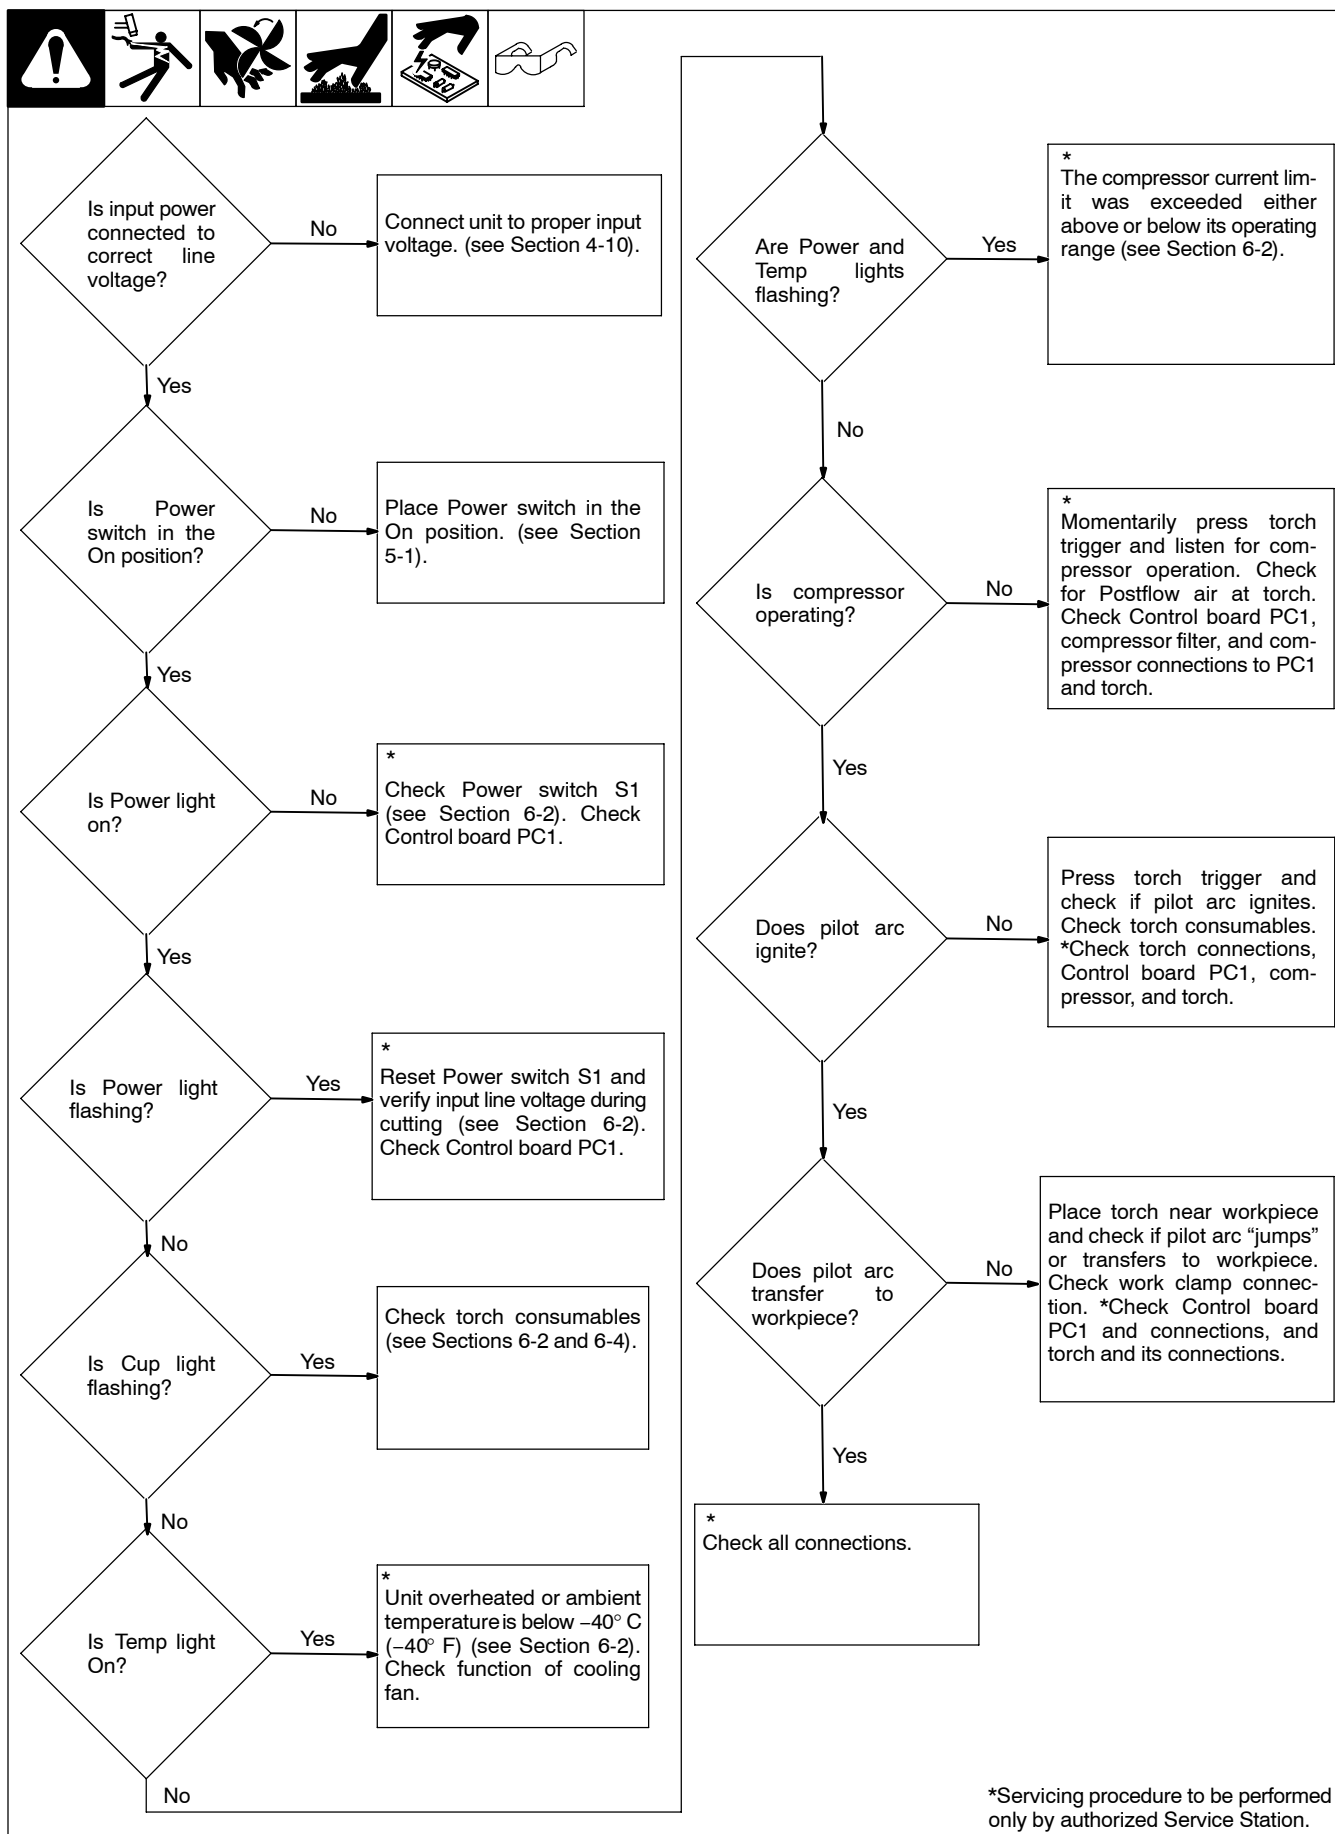 Is input power
connected to
correct line
voltage?
No
Connect unit to proper input
voltage. (see Section 4-10).
Yes
Is Power
switch in the
On position?
No
Place Power switch in the
On position. (see Section
5-1).
Yes
Is Power light
on?
No
*
Check Power switch S1
(see Section 6-2). Check
Control board PC1.
Yes
Is Power light
flashing?
Yes
*
Reset Power switch S1 and
verify input line voltage during
cutting (see Section 6-2).
Check Control board PC1.
No
Is Cup light
flashing?
Yes
Check torch consumables
(see Sections 6-2 and 6-4).
No
Is Temp light
On?
Yes
*
Unit overheated or ambient
temperature is below −40° C
(−40° F) (see Section 6-2).
Check function of cooling
fan.
No
Are Power and
Temp lights
flashing?
Yes
*
The compressor current lim-
it was exceeded either
above or below its operating
range (see Section 6-2).
No
Is compressor
operating?
No
*
Momentarily press torch
trigger and listen for com-
pressor operation. Check
for Postflow air at torch.
Check Control board PC1,
compressor filter, and com-
pressor connections to PC1
and torch.
Yes
Does pilot arc
ignite?
No
Press torch trigger and
check if pilot arc ignites.
Check torch consumables.
*Check torch connections,
Control board PC1, com-
pressor, and torch.
Yes
Does pilot arc
transfer to
workpiece?
No
Place torch near workpiece
and check if pilot arc “jumps”
or transfers to workpiece.
Check work clamp connec-
tion. *Check Control board
PC1 and connections, and
torch and its connections.
Yes
*
Check all connections.
*Servicing procedure to be performed
only by authorized Service Station.